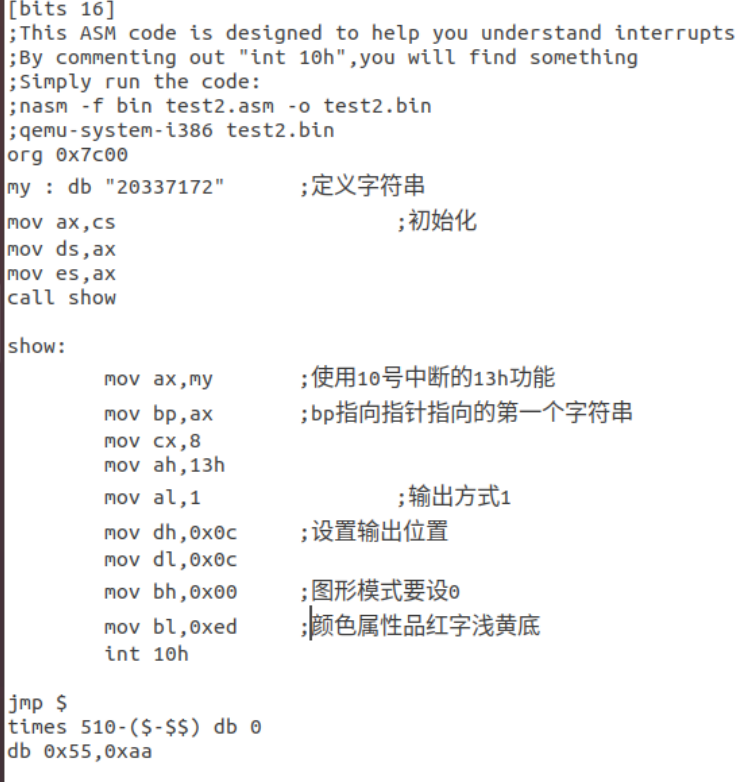 [bits 16]
;This ASM code is designed to help you understand interrupts
;By commenting out "int 10h",you will find something
;Simply run the code:
;nasm -f bin test2.asm -o test2.bin
;qemu-system-i386 test2.bin
org 0x7c00
my : db "20337172" ;定义字符串
mov ax,cs ;初始化
mov ds,ax
mov es,ax
call show
show:
mov ax,my ;使用10号中断的13h功能
mov bp,ax ;bp指向指针指向的第一个字符串
mov cx,8
mov ah,13h
mov al,1 ;输出方式1
mov dh,0x0c ;设置输出位置
mov dl,0x0c
mov bh,0x00 ;图形模式要设0
mov bl,0xed ;颜色属性品红字浅黄底
int 10h
jmp $
times 510-($-$$) db 0
db 0x55,0xaa